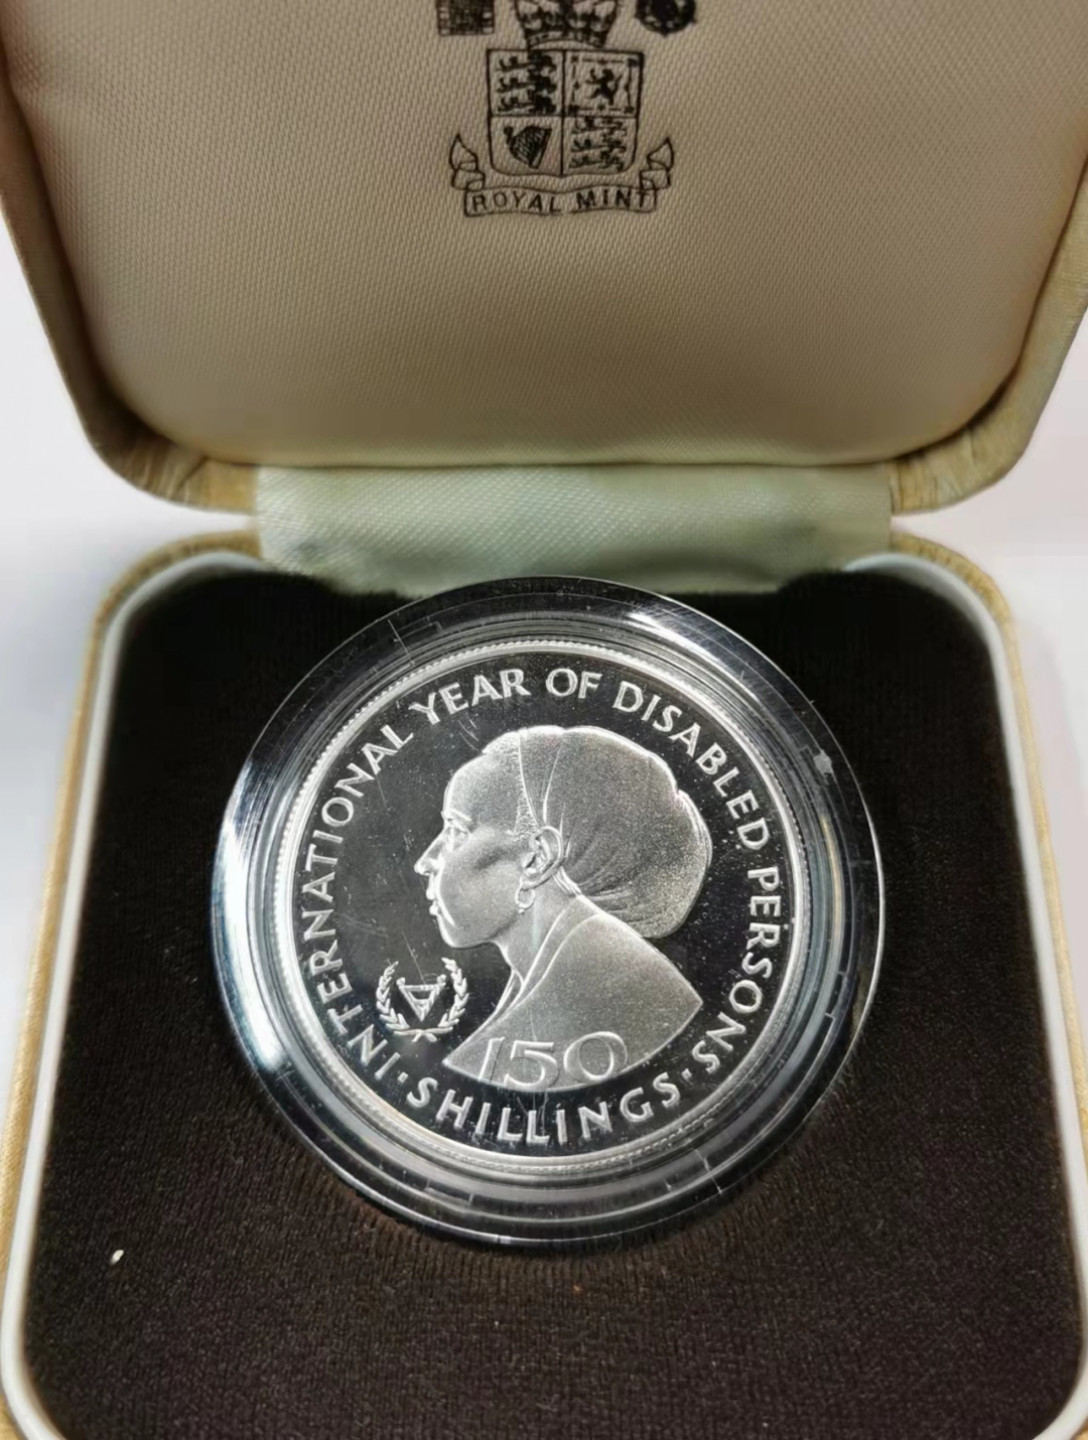 ROYAL MINT
INTERNATIONAL YEAR OF DISABLED PERSONS
150
· SHILLINGS ·